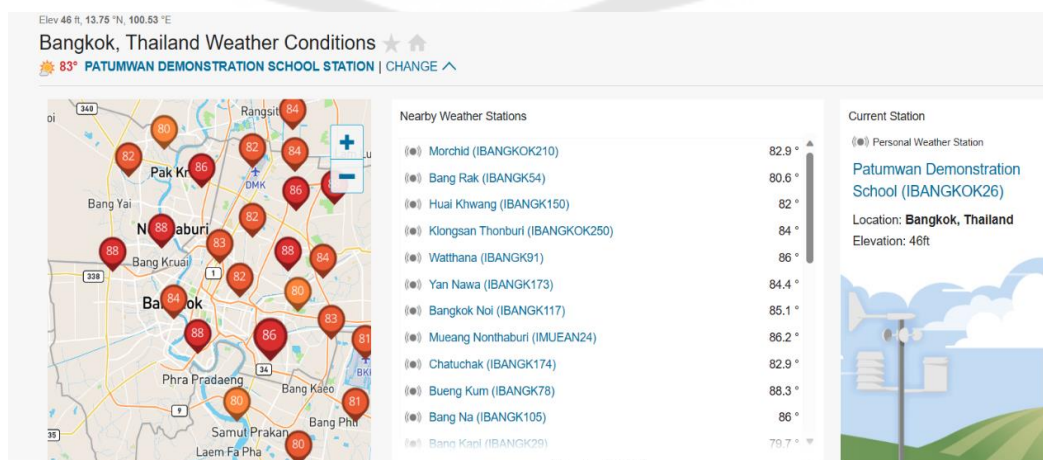 Elev 46 ft, 13.75 °N, 100.53 °E
Bangkok, Thailand Weather Conditions
83° PATUMWAN DEMONSTRATION SCHOOL STATION | CHANGE
340
Rangsit
84
80
82
82
84
Pak Kr
86
DMK
86
Bang Yai
82
N
88
aburi
83
88
88
84
Bang Kruai
338
1
82
80
84
Ba
ok
83
88
86
81
34
BK
Phra Pradaeng
Bang Kaeo
80
81
9
Bang Phli
35
Samut Prakan
Laem Fa Pha
80
+
−
Nearby Weather Stations
Morchid (IBANGKOK210) 82.9 °
Bang Rak (IBANGK54) 80.6 °
Huai Khwang (IBANGK150) 82 °
Klongsan Thonburi (IBANGKOK250) 84 °
Watthana (IBANGK91) 86 °
Yan Nawa (IBANGK173) 84.4 °
Bangkok Noi (IBANGK117) 85.1 °
Mueang Nonthaburi (IMUEAN24) 86.2 °
Chatuchak (IBANGK174) 82.9 °
Bueng Kum (IBANGK78) 88.3 °
Bang Na (IBANGK105) 86 °
Bang Kapi (IBANGK29) 79.7 °
Current Station
Personal Weather Station
Patumwan Demonstration
School (IBANGKOK26)
Location: Bangkok, Thailand
Elevation: 46ft